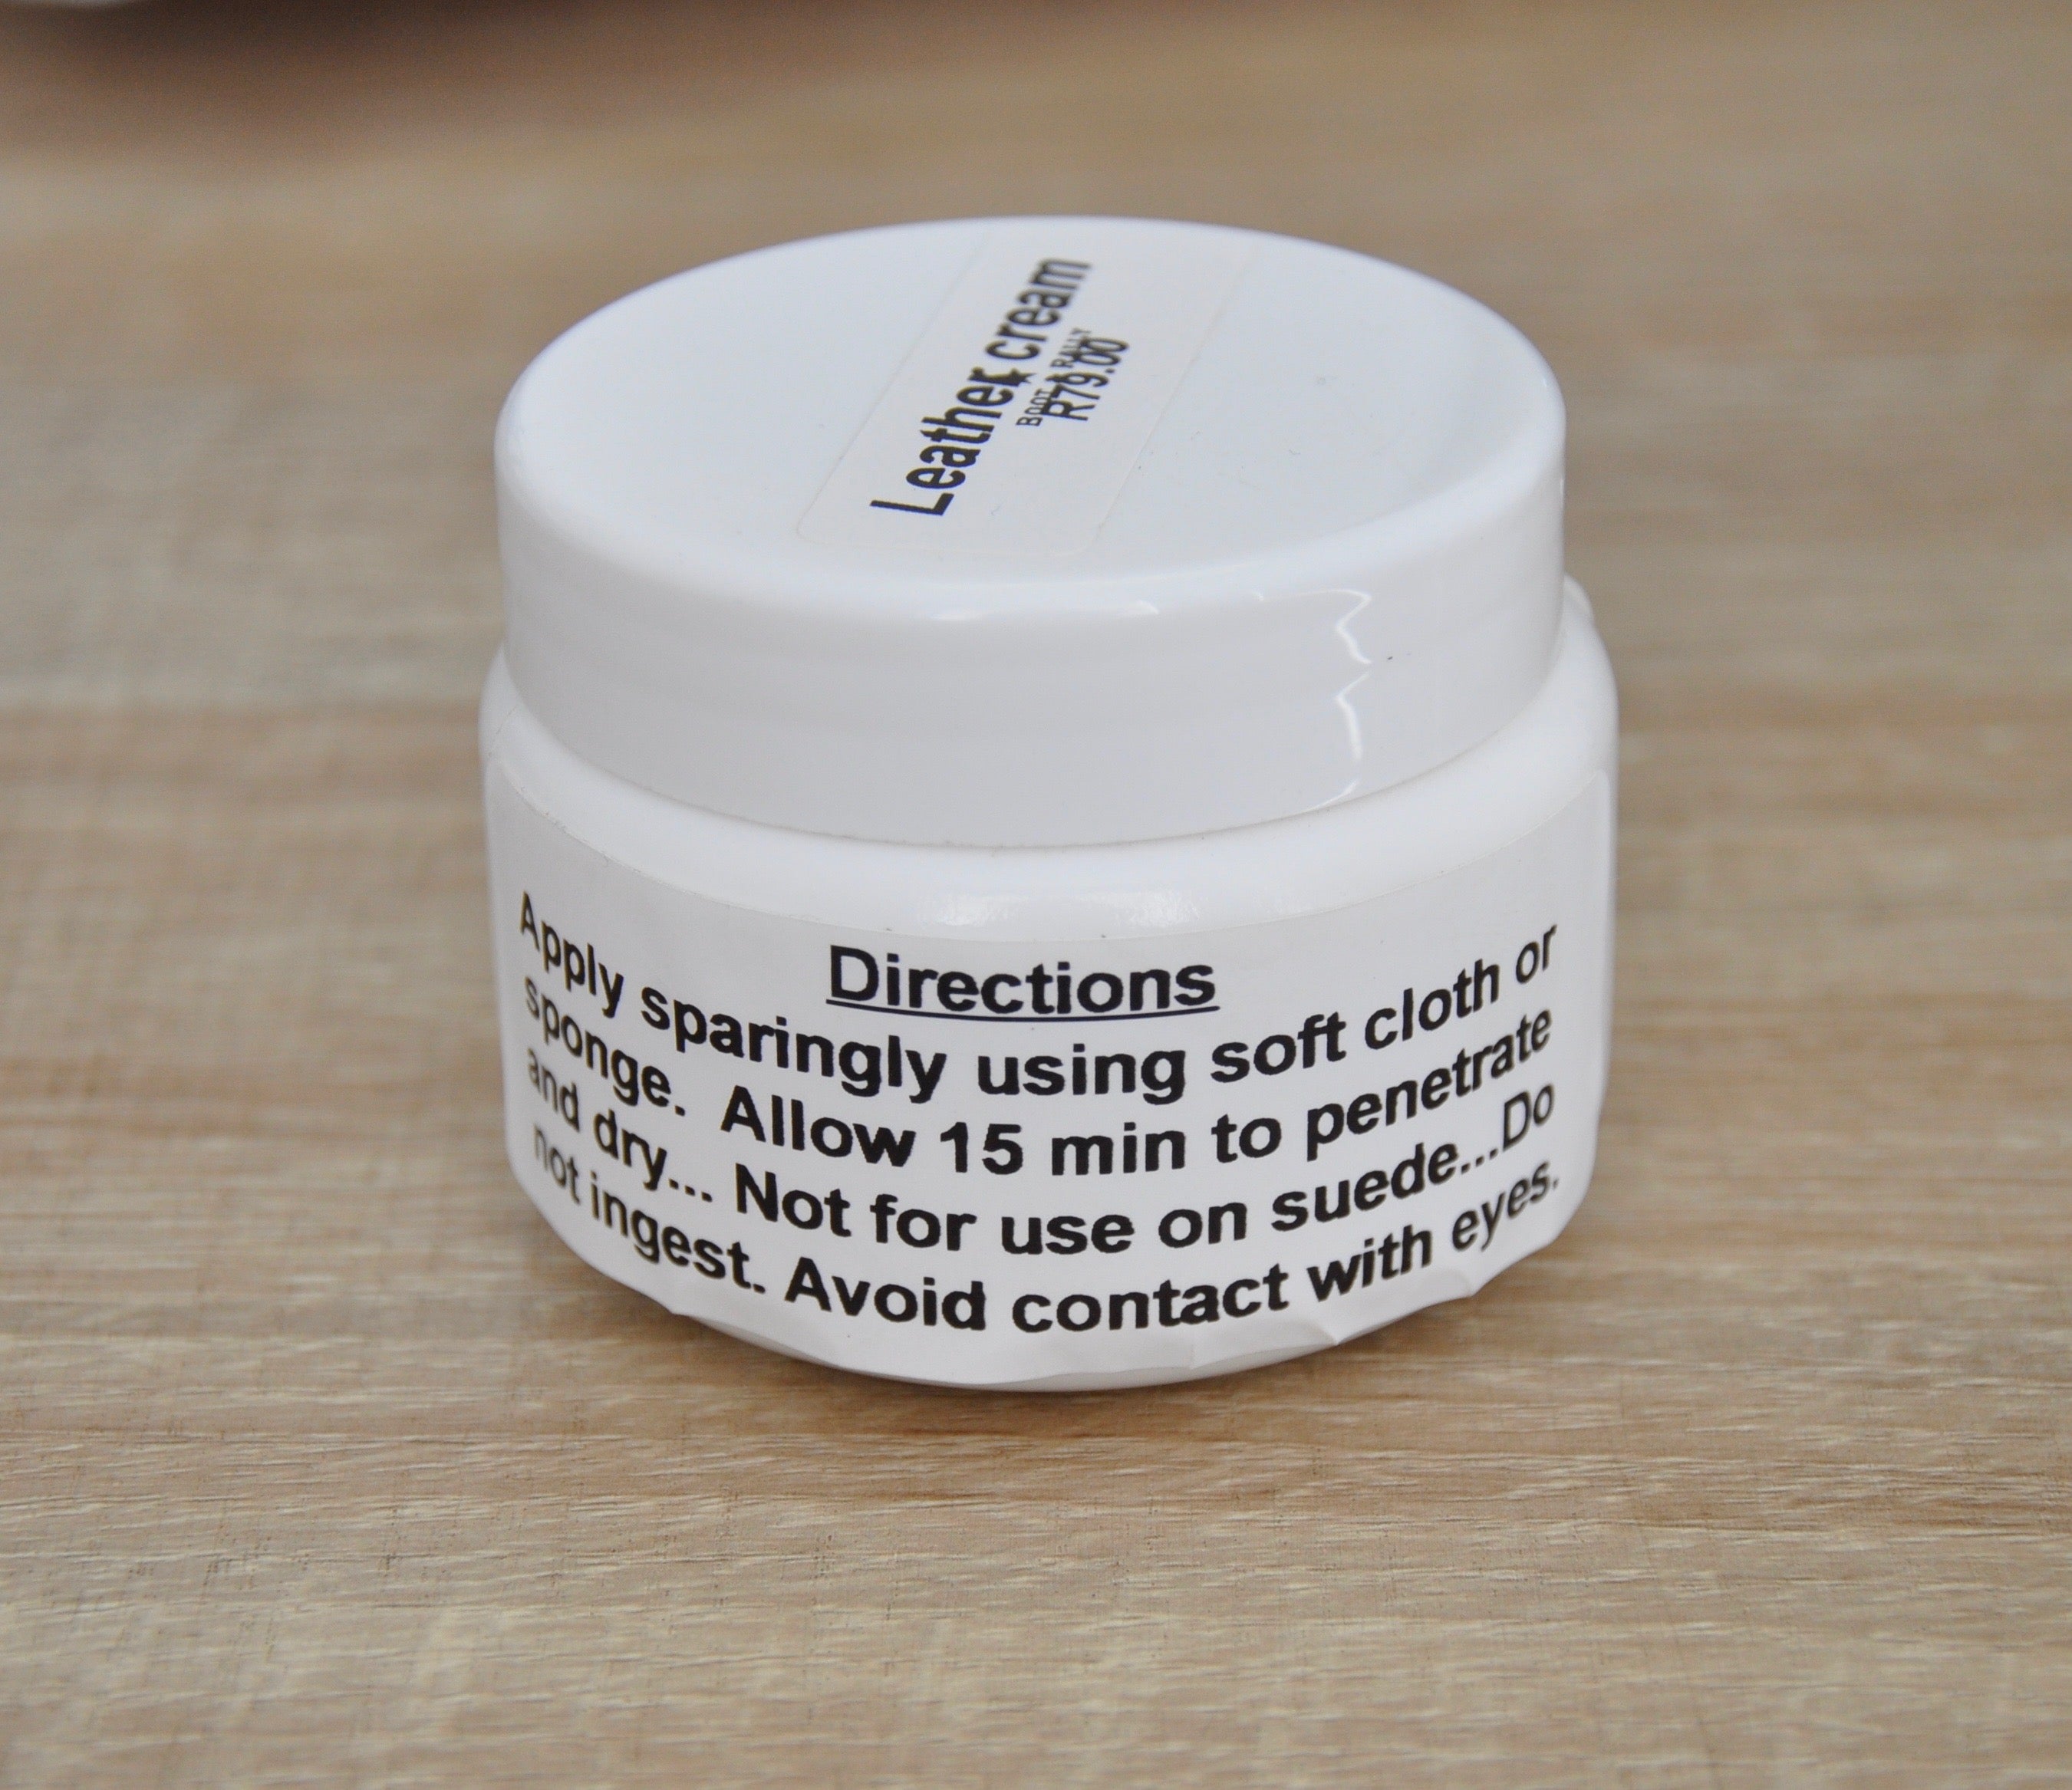 Leather cream
R79.00
Directions
Apply sparingly using soft cloth or
sponge. Allow 15 min to penetrate
and dry... Not for use on suede...Do
not ingest. Avoid contact with eyes.